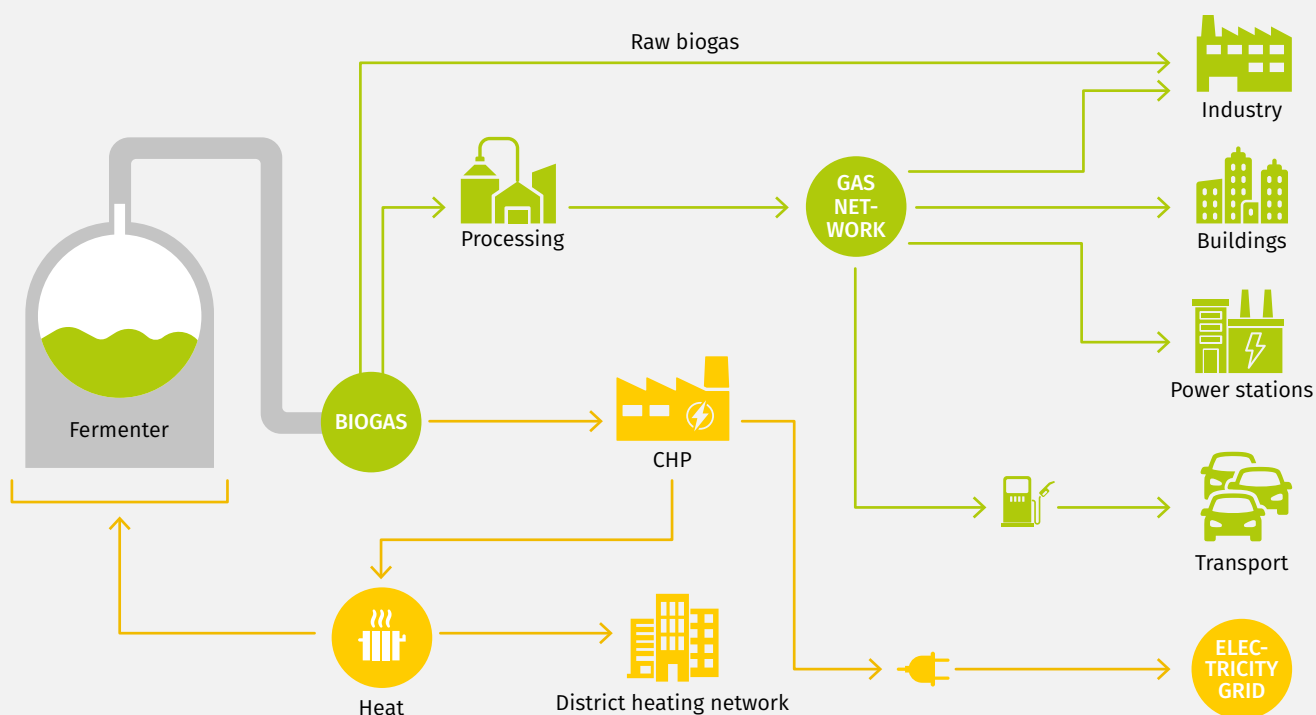 Raw biogas
Industry
Processing
GAS
NET-
WORK
Buildings
Fermenter
BIOGAS
CHP
Power stations
Transport
Heat
District heating network
ELEC-
TRICITY
GRID